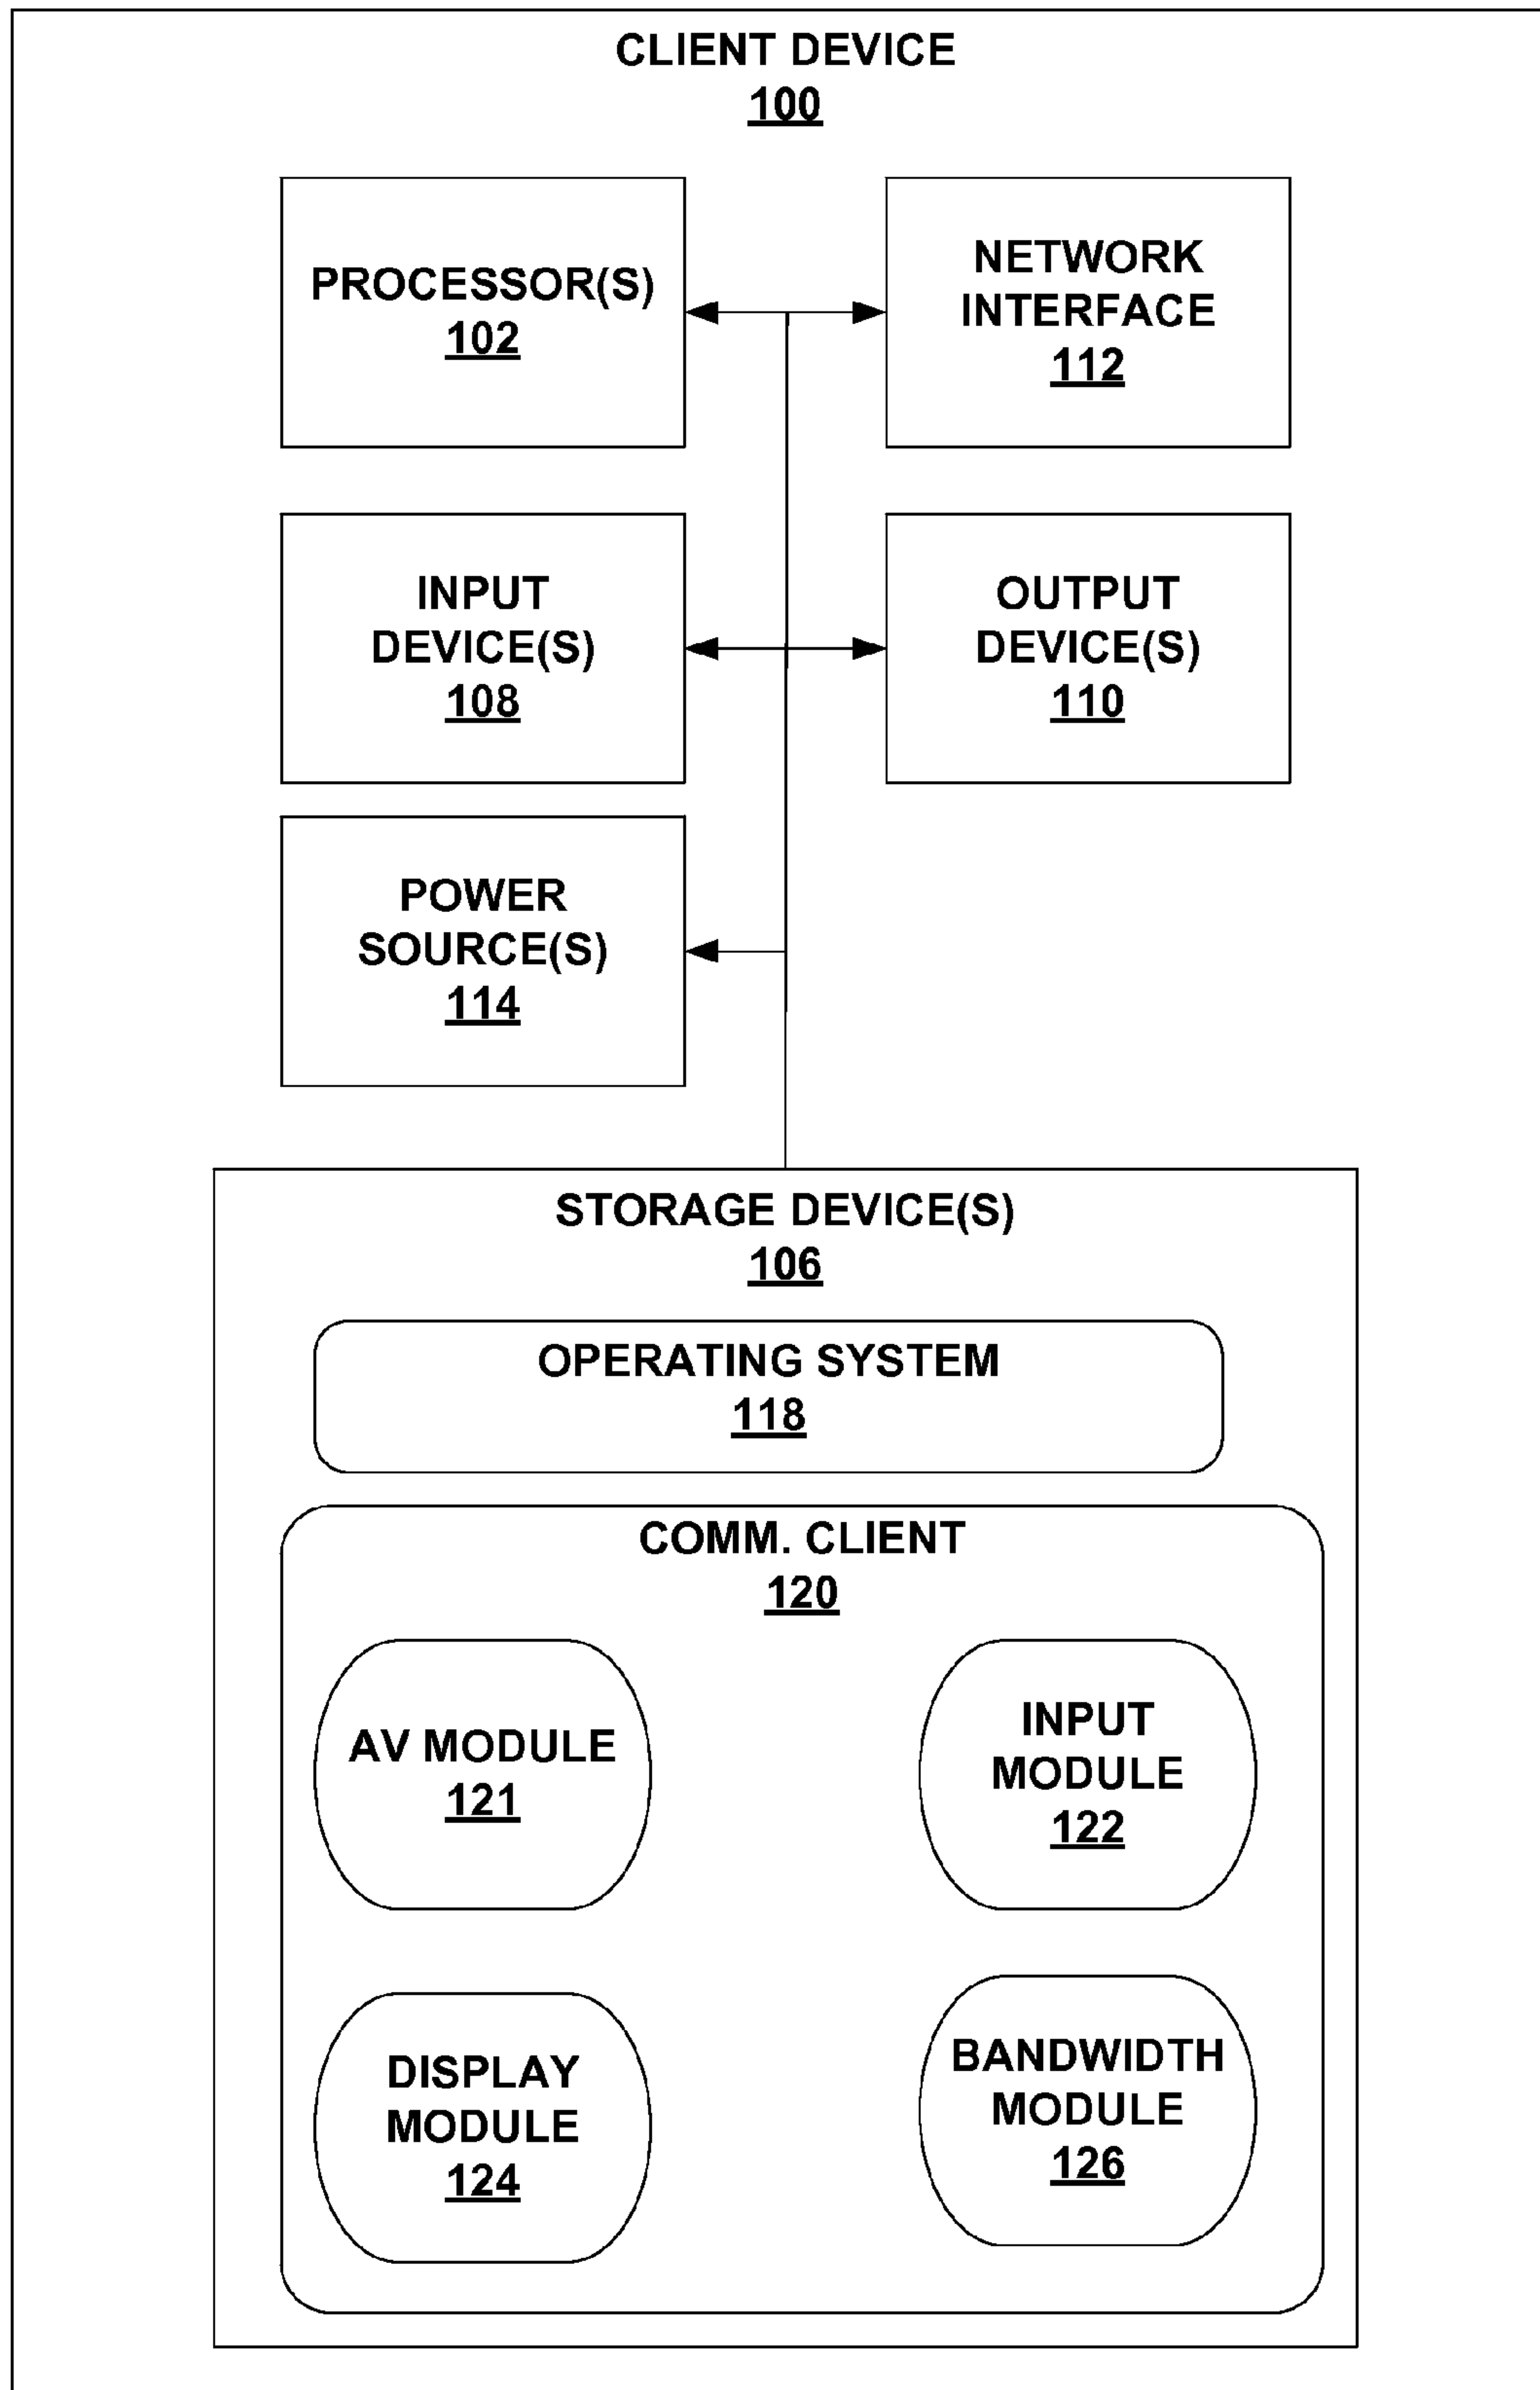 CLIENT DEVICE
100
PROCESSOR(S)
102
NETWORK
INTERFACE
112
INPUT
DEVICE(S)
108
OUTPUT
DEVICE(S)
110
POWER
SOURCE(S)
114
STORAGE DEVICE(S)
106
OPERATING SYSTEM
118
COMM. CLIENT
120
AV MODULE
121
INPUT
MODULE
122
DISPLAY
MODULE
124
BANDWIDTH
MODULE
126